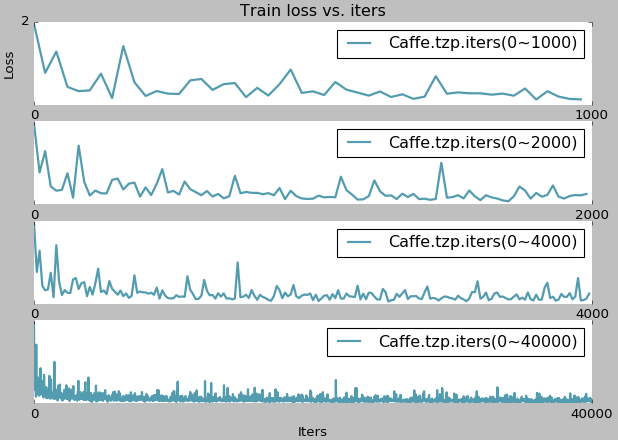 Train loss vs. iters
2
Loss
Caffe.tzp.iters(0~1000)
0 1000
Caffe.tzp.iters(0~2000)
0 2000
Caffe.tzp.iters(0~4000)
0 4000
Caffe.tzp.iters(0~40000)
0 40000
Iters